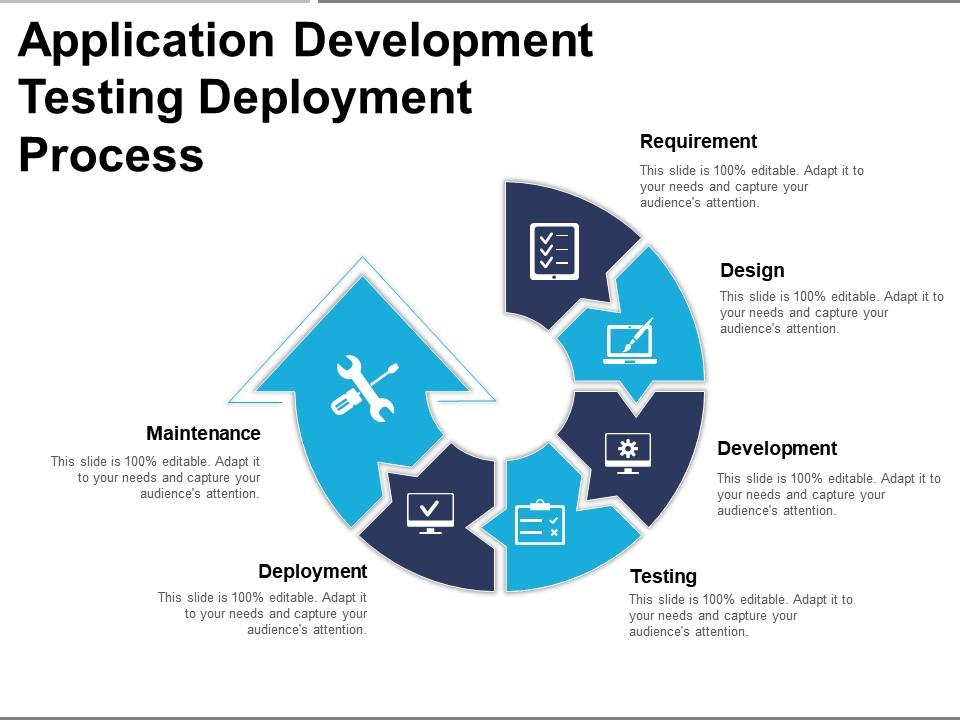 Application Development
Testing Deployment
Process
Requirement
This slide is 100% editable. Adapt it to
your needs and capture your
audience's attention.
Design
This slide is 100% editable. Adapt it to
your needs and capture your
audience's attention.
Development
This slide is 100% editable. Adapt it to
your needs and capture your
audience's attention.
Testing
This slide is 100% editable. Adapt it to
your needs and capture your
audience's attention.
Deployment
This slide is 100% editable. Adapt it
to your needs and capture your
audience's attention.
Maintenance
This slide is 100% editable. Adapt it
to your needs and capture your
audience's attention.